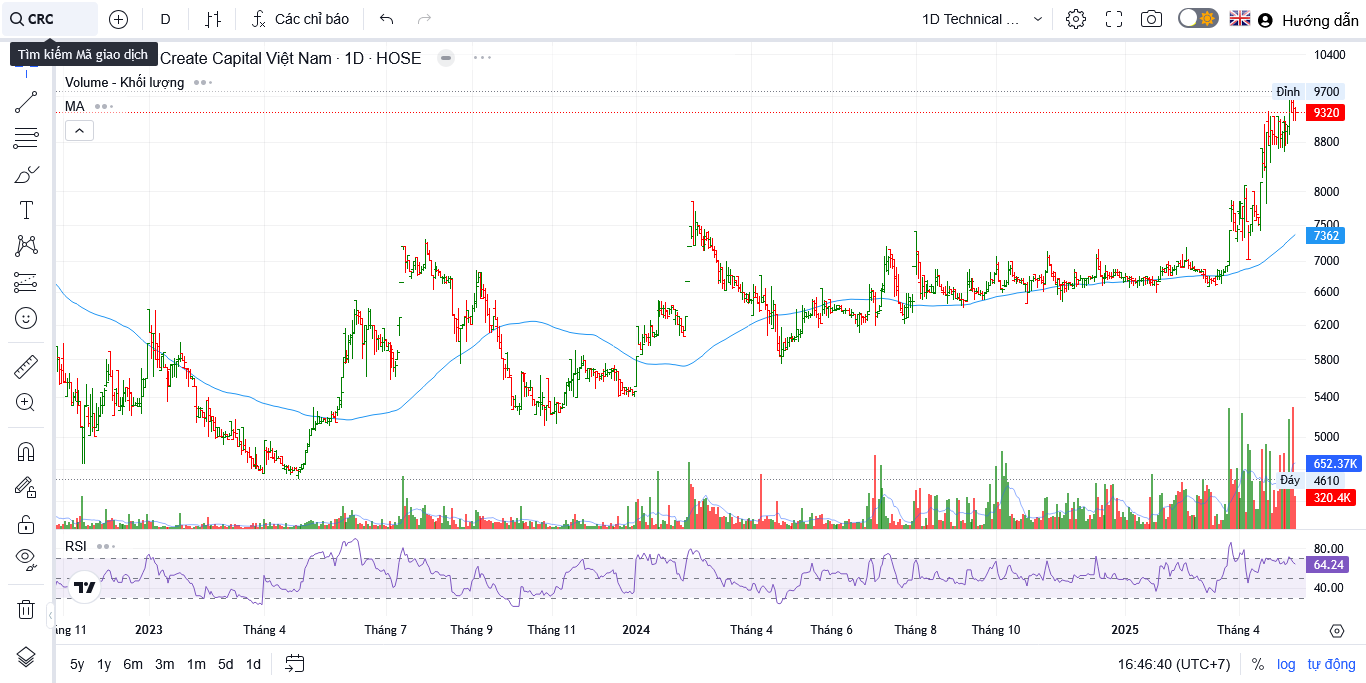 CRC
D
Các chỉ báo
1D Technical ...
Hướng dẫn
Tìm kiếm Mã giao dịch
Create Capital Việt Nam · 1D · HOSE
Volume - Khối lượng
MA
10400
Đỉnh 9700
9320
8800
8000
7500
7362
7000
6600
6200
5800
5400
5000
652.37K
Đáy 4610
320.4K
RSI
80.00
64.24
40.00
ng 11 2023 Tháng 4 Tháng 7 Tháng 9 Tháng 11 2024 Tháng 4 Tháng 6 Tháng 8 Tháng 10 2025 Tháng 4
5y 1y 6m 3m 1m 5d 1d
16:46:40 (UTC+7) % log tự động